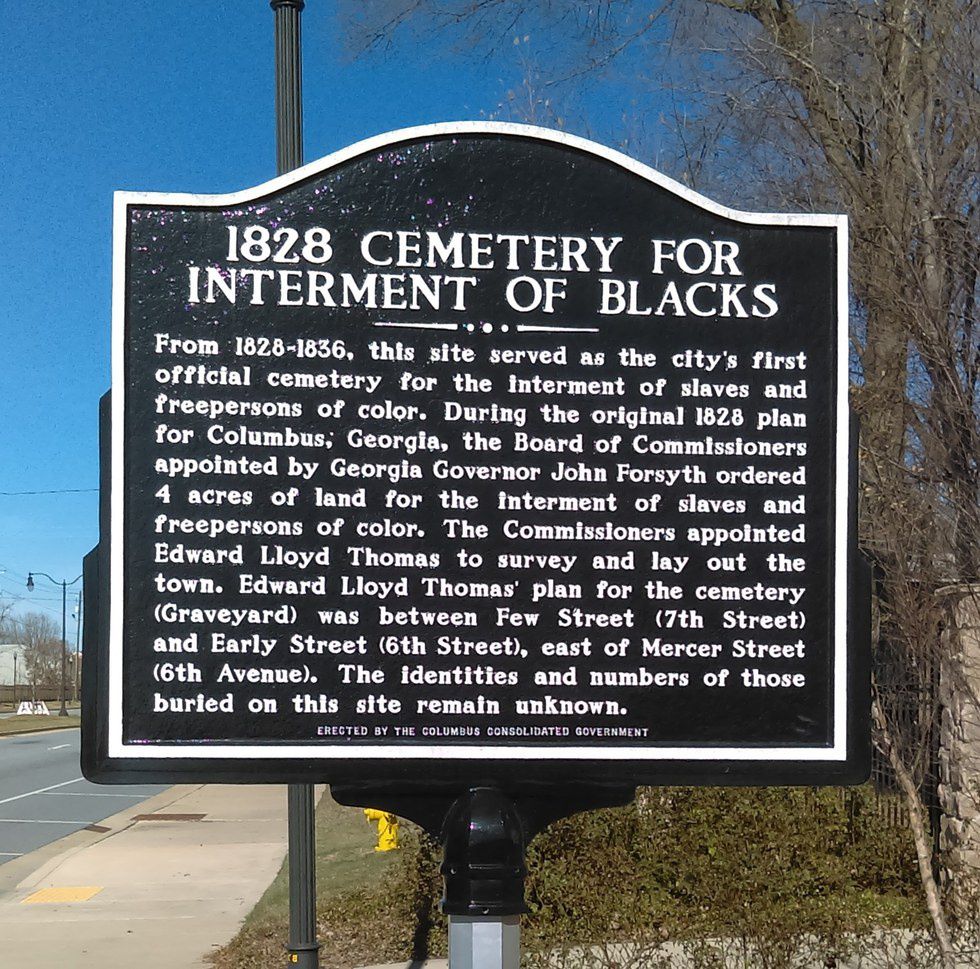 1828 CEMETERY FOR
INTERMENT OF BLACKS
From 1828-1836, this site served as the city's first
official cemetery for the interment of slaves and
freepersons of color. During the original 1828 plan
for Columbus, Georgia, the Board of Commissioners
appointed by Georgia Governor John Forsyth ordered
4 acres of land for the interment of slaves and
freepersons of color. The Commissioners appointed
Edward Lloyd Thomas to survey and lay out the
town. Edward Lloyd Thomas' plan for the cemetery
(Graveyard) was between Few Street (7th Street)
and Early Street (6th Street), east of Mercer Street
(6th Avenue). The identities and numbers of those
buried on this site remain unknown.
ERECTED BY THE COLUMBUS CONSOLIDATED GOVERNMENT